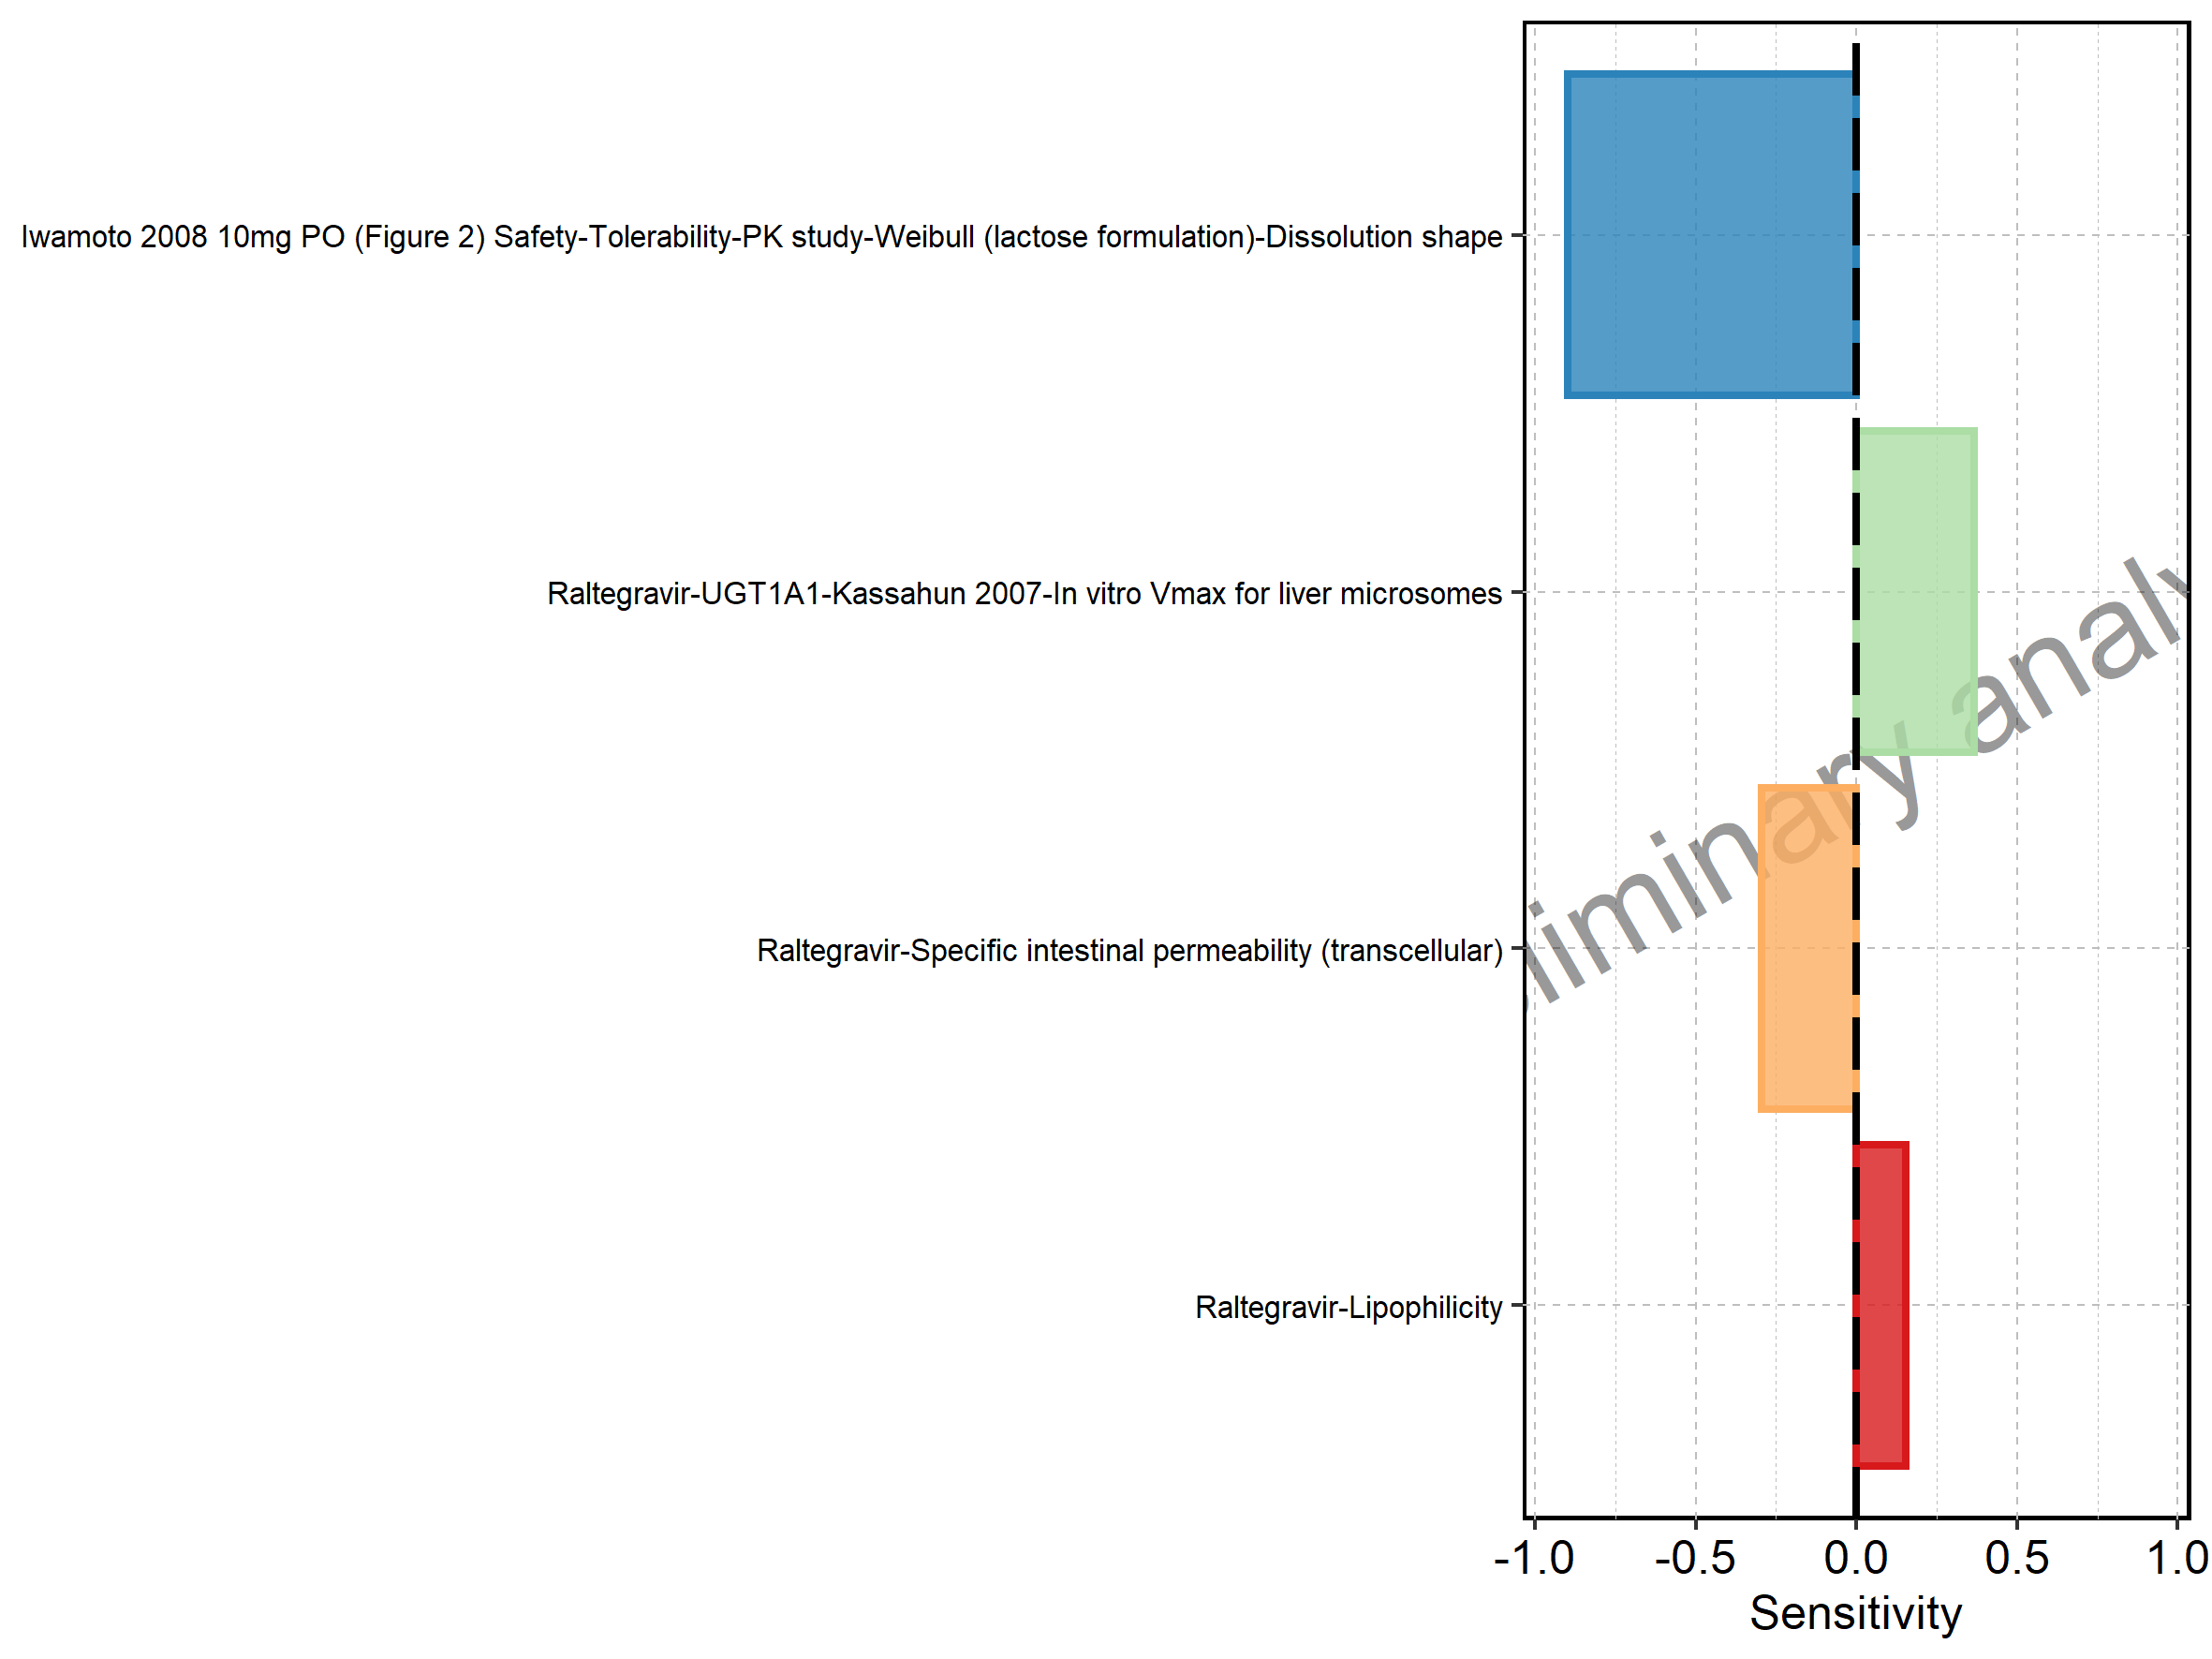 Iwamoto 2008 10mg PO (Figure 2) Safety-Tolerability-PK study-Weibull (lactose formulation)-Dissolution shape
Raltegravir-UGT1A1-Kassahun 2007-In vitro Vmax for liver microsomes
Raltegravir-Specific intestinal permeability (transcellular)
Raltegravir-Lipophilicity
-1.0 -0.5 0.0 0.5 1.0
Sensitivity